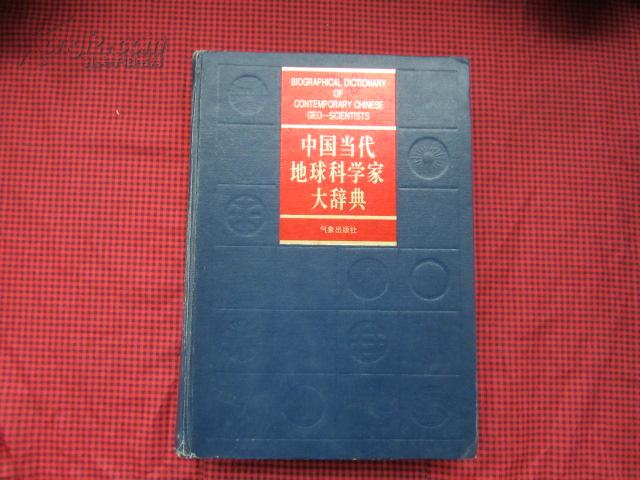 BIOGRAPHICAL DICTIONARY
OF
CONTEMPORARY CHINESE
GEO—SCIENTISTS
中国当代
地球科学家
大辞典
气象出版社